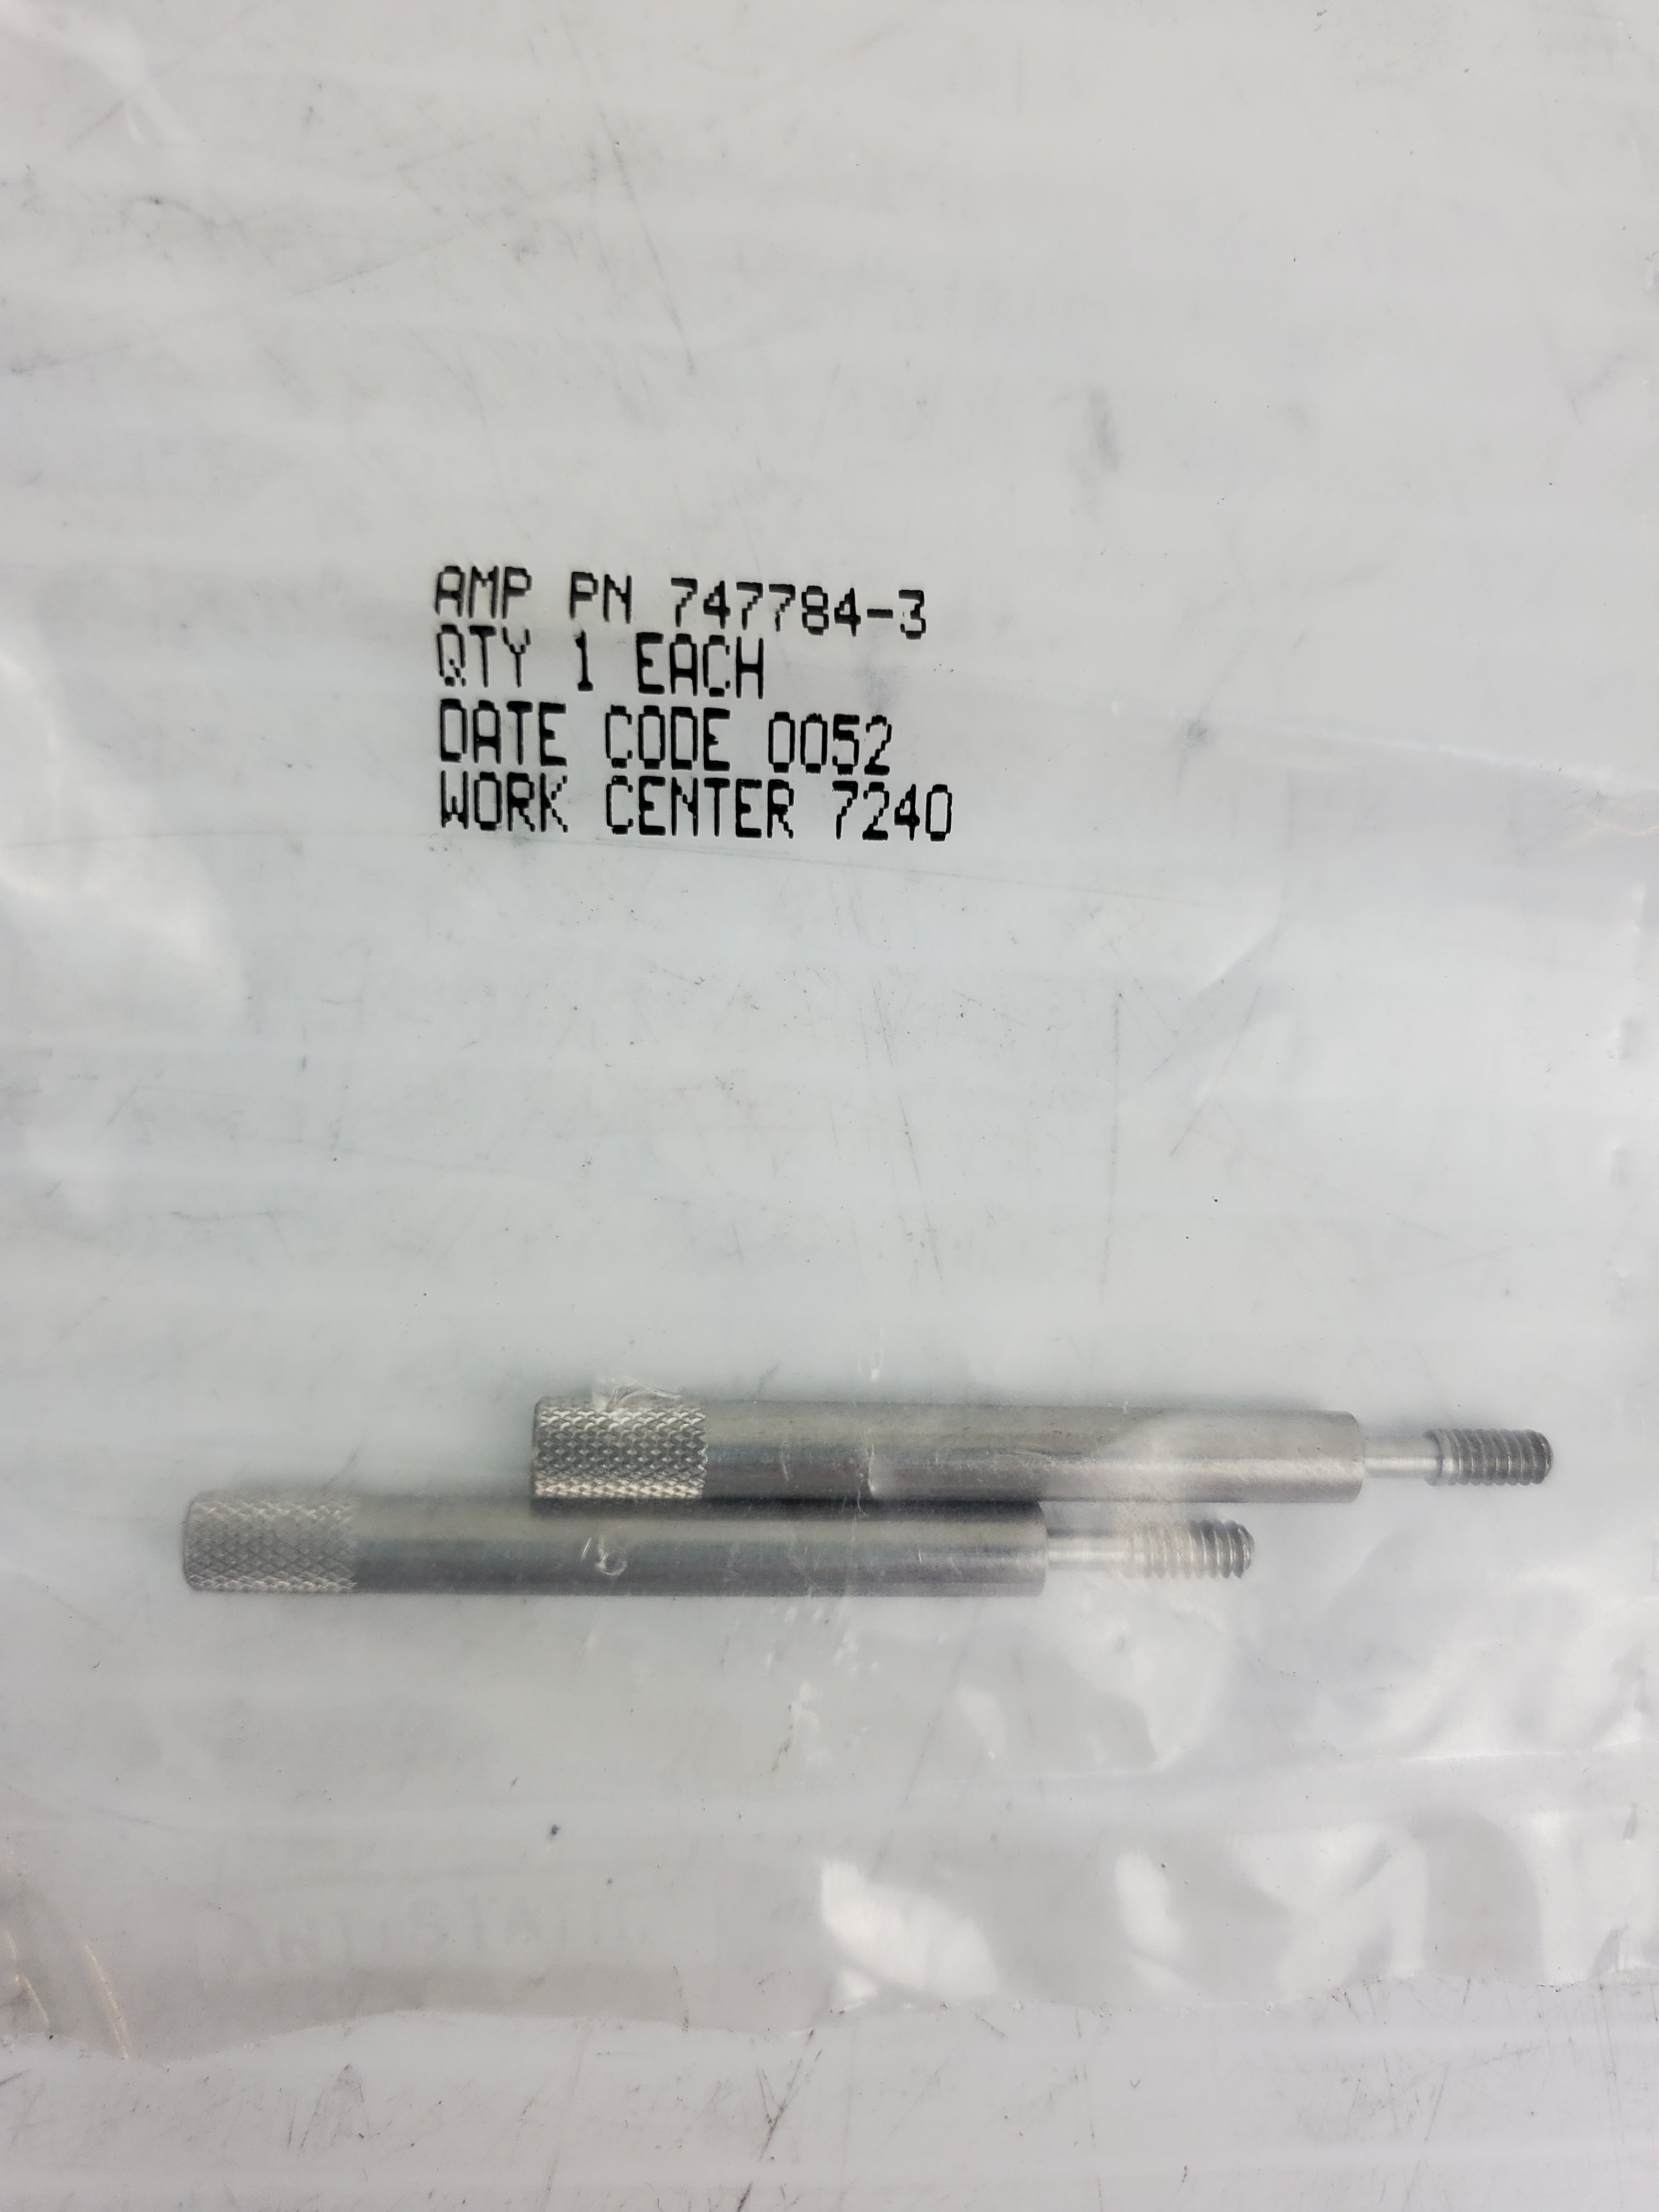 AMP PN 747784-3
QTY 1 EACH
DATE CODE 0052
WORK CENTER 7240